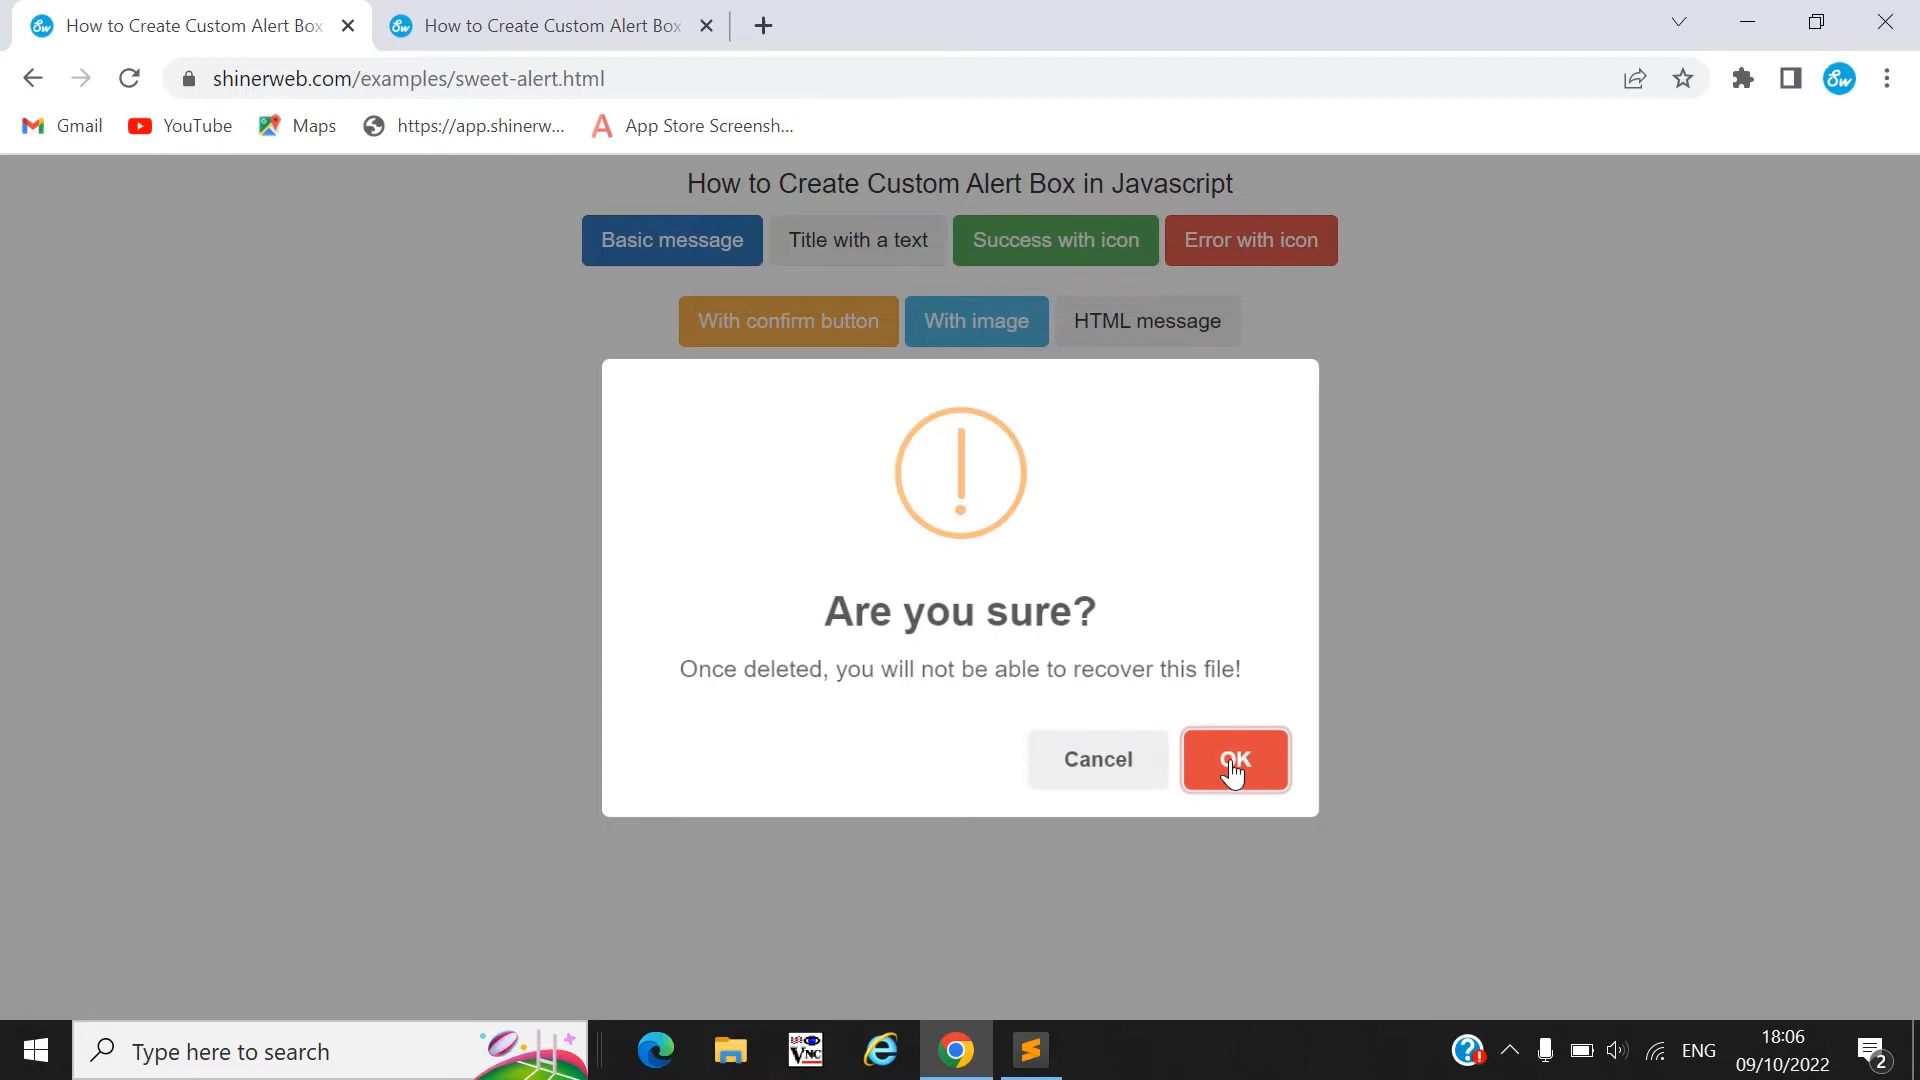 How to Create Custom Alert Box
How to Create Custom Alert Box
shinerweb.com/examples/sweet-alert.html
Sw
Gmail
YouTube
Maps
https://app.shinerw...
App Store Screensh...
How to Create Custom Alert Box in Javascript
Basic message
Title with a text
Success with icon
Error with icon
With confirm button
With image
HTML message
Are you sure?
Once deleted, you will not be able to recover this file!
Cancel
OK
Type here to search
VNC
ENG
18:06
09/10/2022
2